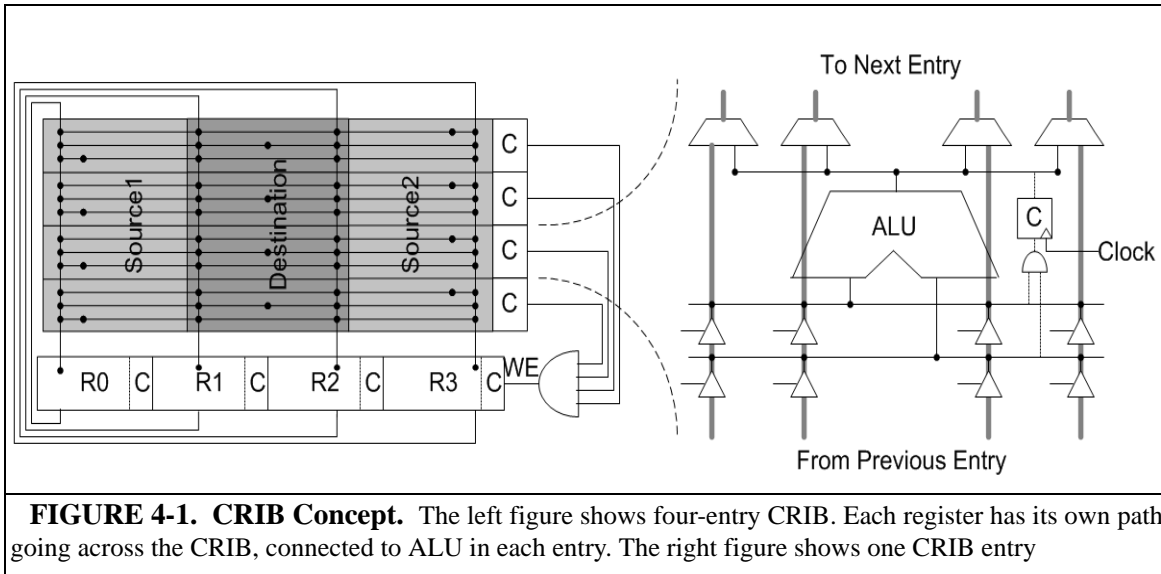 To Next Entry
Source1
Destination
Source2
C
C
C
C
ALU
C
Clock
WE
R0 C R1 C R2 C R3 C
From Previous Entry
FIGURE 4-1. CRIB Concept. The left figure shows four-entry CRIB. Each register has its own path
going across the CRIB, connected to ALU in each entry. The right figure shows one CRIB entry